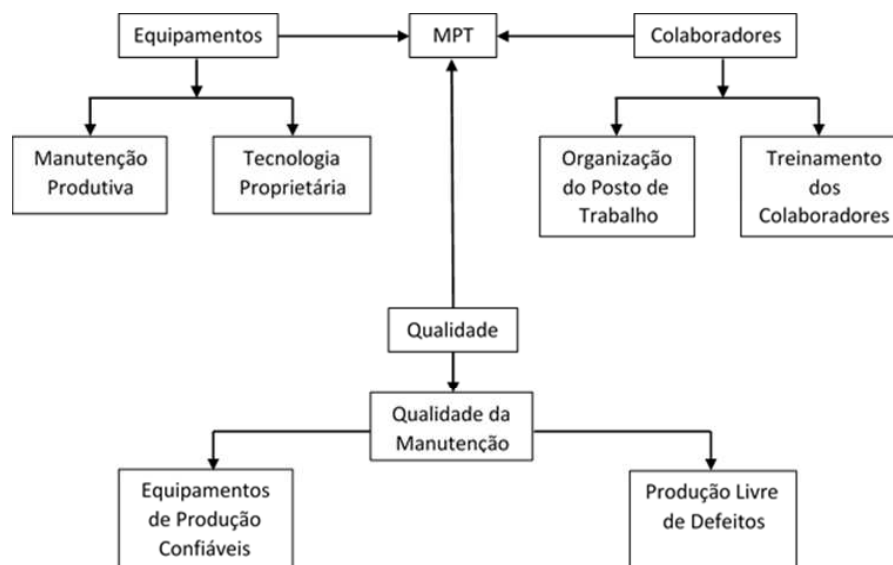 Equipamentos
MPT
Colaboradores
Manutenção
Produtiva
Tecnologia
Proprietária
Organização
do Posto de
Trabalho
Treinamento
dos
Colaboradores
Qualidade
Qualidade da
Manutenção
Equipamentos
de Produção
Confiáveis
Produção Livre
de Defeitos